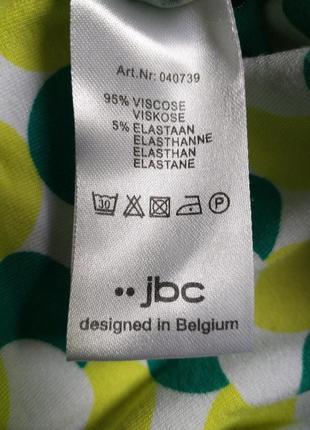 Art.Nr: 040739
95% VISCOSE
VISKOSE
5% ELASTAAN
ELASTHANNE
ELASTHAN
ELASTANE
30 P
jbc
designed in Belgium